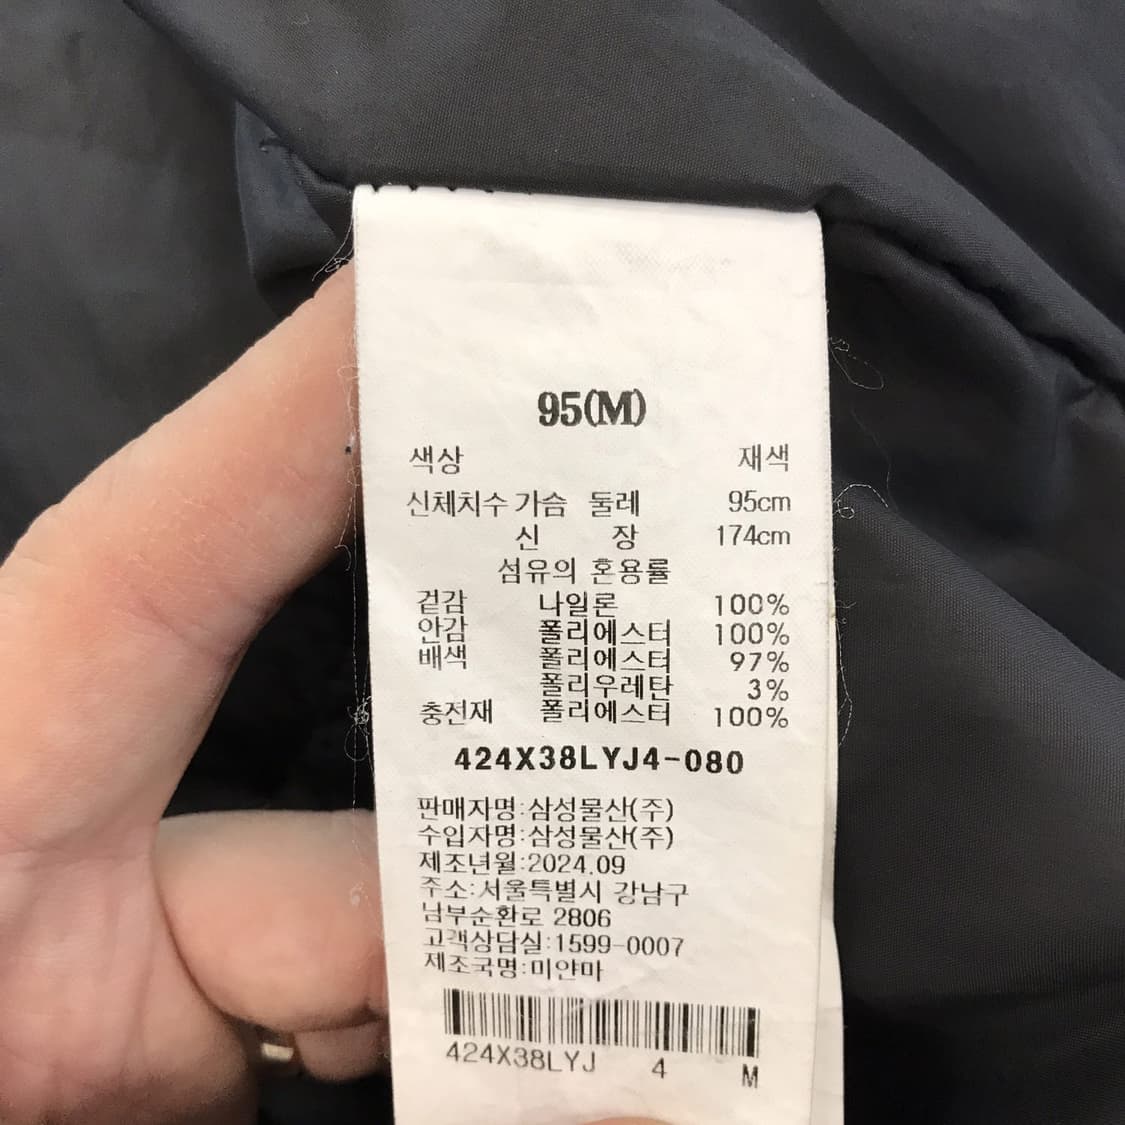 95(M)
색상 재색
신체치수 가슴 둘레 95cm
신 장 174cm
섬유의 혼용률
겉감 나일론 100%
안감 폴리에스터 100%
배색 폴리에스터 97%
폴리우레탄 3%
충전재 폴리에스터 100%
424X38LYJ4-080
판매자명:삼성물산(주)
수입자명:삼성물산(주)
제조년월:2024.09
주소:서울특별시 강남구
남부순환로 2806
고객상담실:1599-0007
제조국명:미얀마
424X38LYJ 4 M